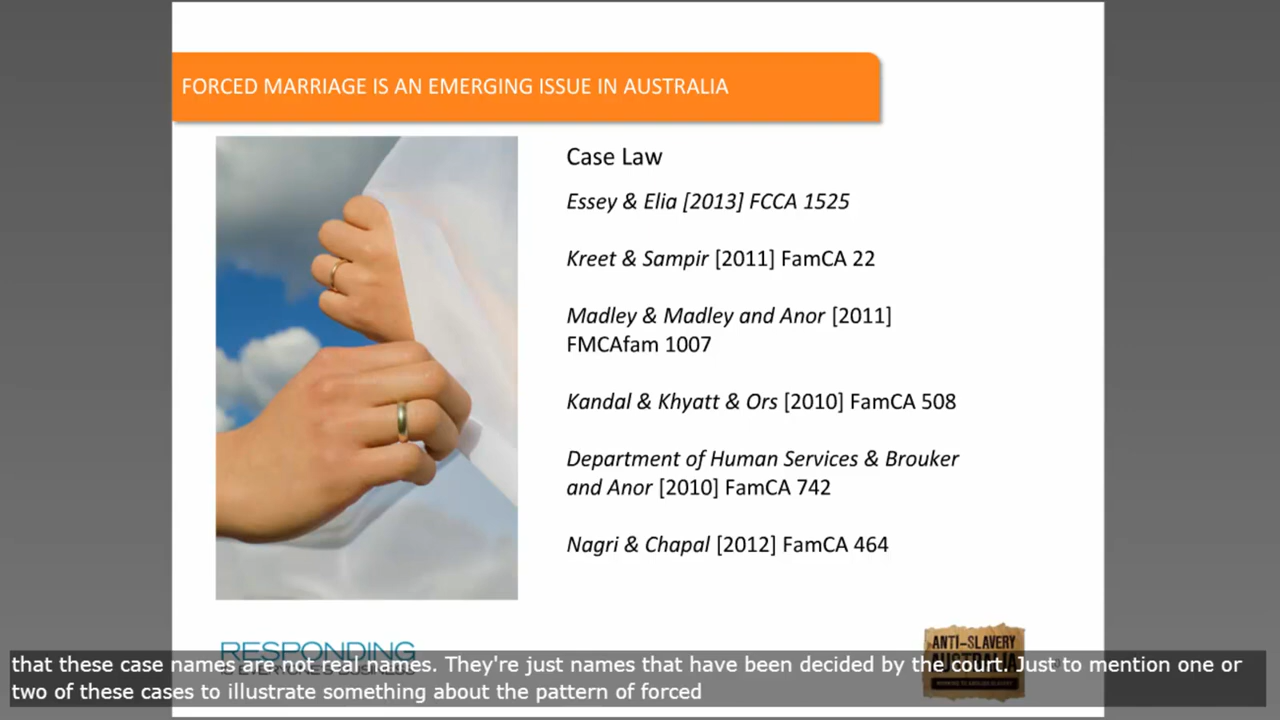 FORCED MARRIAGE IS AN EMERGING ISSUE IN AUSTRALIA
Case Law
Essey & Elia [2013] FCCA 1525
Kreet & Sampir [2011] FamCA 22
Madley & Madley and Anor [2011]
FMCAfam 1007
Kandal & Khyatt & Ors [2010] FamCA 508
Department of Human Services & Brouker
and Anor [2010] FamCA 742
Nagri & Chapal [2012] FamCA 464
RESPONDING
IS EVERYONE'S BUSINESS
ANTI-SLAVERY
AUSTRALIA
that these case names are not real names. They're just names that have been decided by the court. Just to mention one or
two of these cases to illustrate something about the pattern of forced